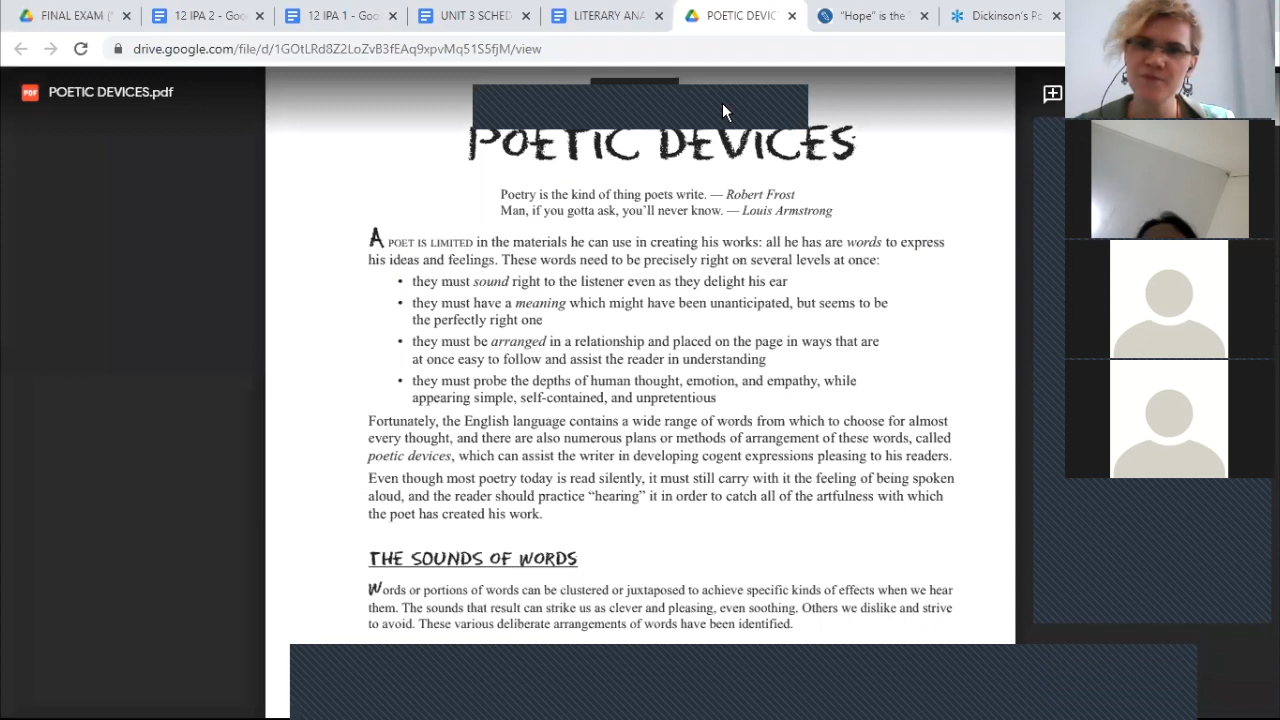 FINAL EXAM (
12 IPA 2 - Goo
12 IPA 1 - Goo
UNIT 3 SCHED
LITERARY ANA
POETIC DEVIC
"Hope" is the
Dickinson's Po
drive.google.com/file/d/1GOtLRd8Z2LoZvB3fEAq9xpvMq51S5fjM/view
PDF
POETIC DEVICES.pdf
POETIC DEVICES
Poetry is the kind of thing poets write. — Robert Frost
Man, if you gotta ask, you’ll never know. — Louis Armstrong
A POET IS LIMITED in the materials he can use in creating his works: all he has are words to express
his ideas and feelings. These words need to be precisely right on several levels at once:
• they must sound right to the listener even as they delight his ear
• they must have a meaning which might have been unanticipated, but seems to be
the perfectly right one
• they must be arranged in a relationship and placed on the page in ways that are
at once easy to follow and assist the reader in understanding
• they must probe the depths of human thought, emotion, and empathy, while
appearing simple, self-contained, and unpretentious
Fortunately, the English language contains a wide range of words from which to choose for almost
every thought, and there are also numerous plans or methods of arrangement of these words, called
poetic devices, which can assist the writer in developing cogent expressions pleasing to his readers.
Even though most poetry today is read silently, it must still carry with it the feeling of being spoken
aloud, and the reader should practice “hearing” it in order to catch all of the artfulness with which
the poet has created his work.
THE SOUNDS OF WORDS
Words or portions of words can be clustered or juxtaposed to achieve specific kinds of effects when we hear
them. The sounds that result can strike us as clever and pleasing, even soothing. Others we dislike and strive
to avoid. These various deliberate arrangements of words have been identified.